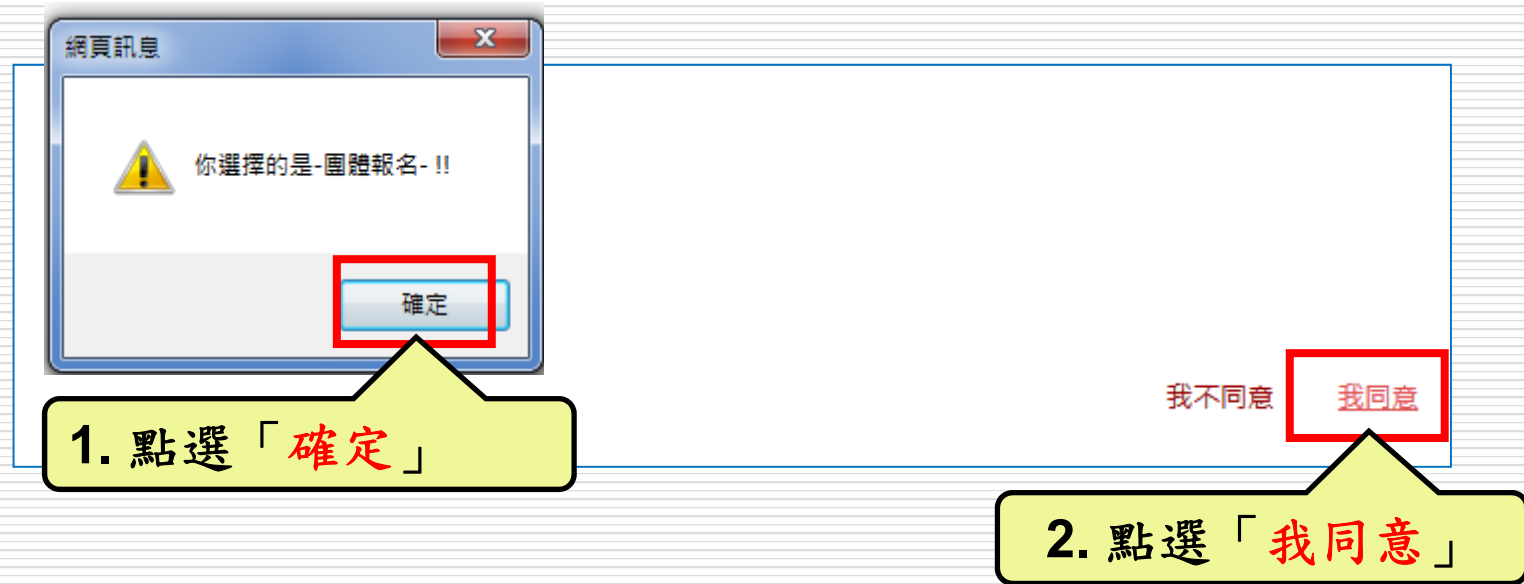 網頁訊息
你選擇的是-團體報名- !!
確定
1. 點選「確定」
我不同意 我同意
2. 點選「我同意」